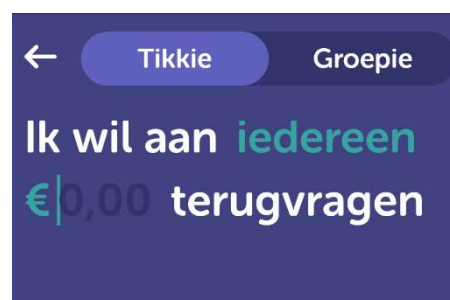 Tikkie Groepie
Ik wil aan iedereen
€0,00 terugvragen